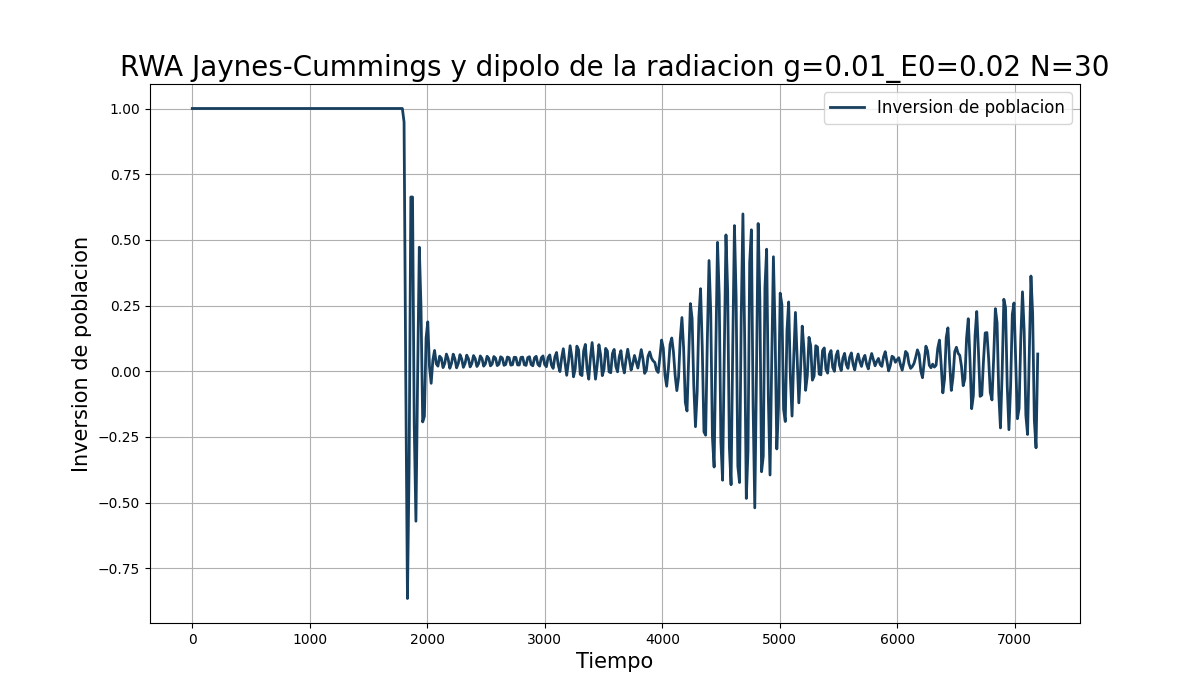 RWA Jaynes-Cummings y dipolo de la radiacion g=0.01_E0=0.02 N=30
Inversion de poblacion
1.00
0.75
0.50
0.25
0.00
−0.25
−0.50
−0.75
Inversion de poblacion
0 1000 2000 3000 4000 5000 6000 7000
Tiempo